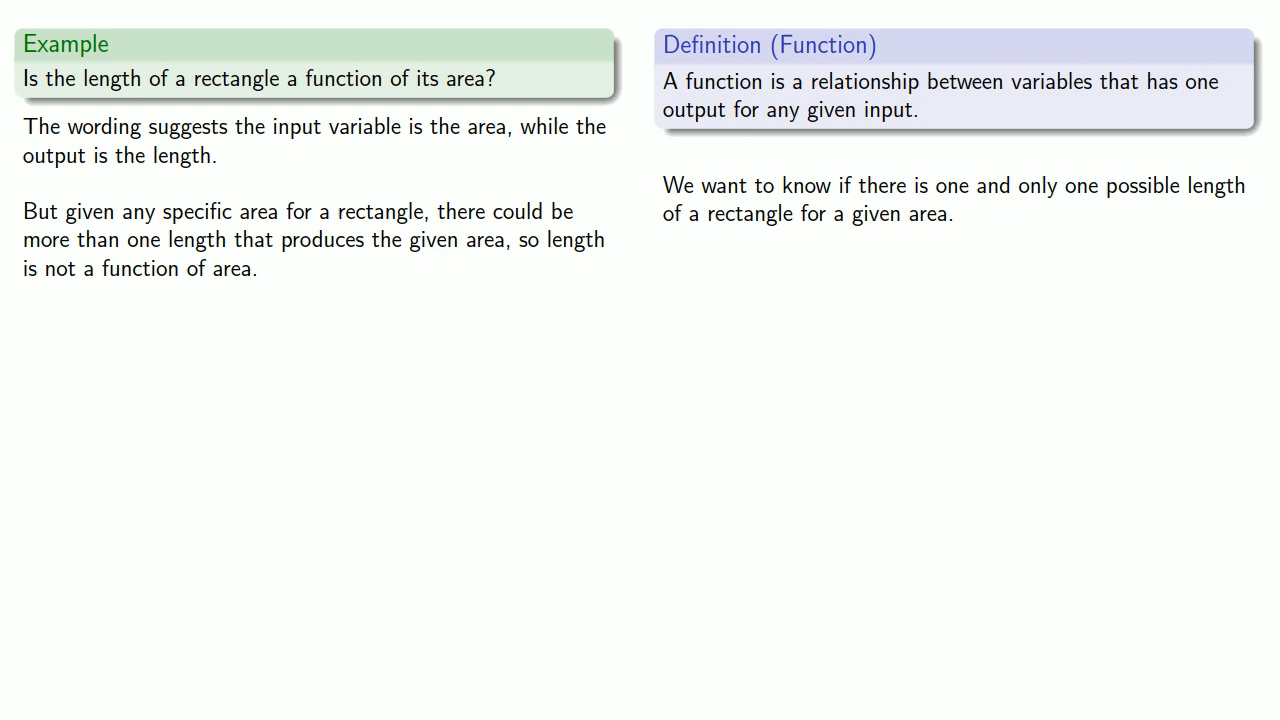 Example
Is the length of a rectangle a function of its area?
The wording suggests the input variable is the area, while the
output is the length.
But given any specific area for a rectangle, there could be
more than one length that produces the given area, so length
is not a function of area.
Definition (Function)
A function is a relationship between variables that has one
output for any given input.
We want to know if there is one and only one possible length
of a rectangle for a given area.